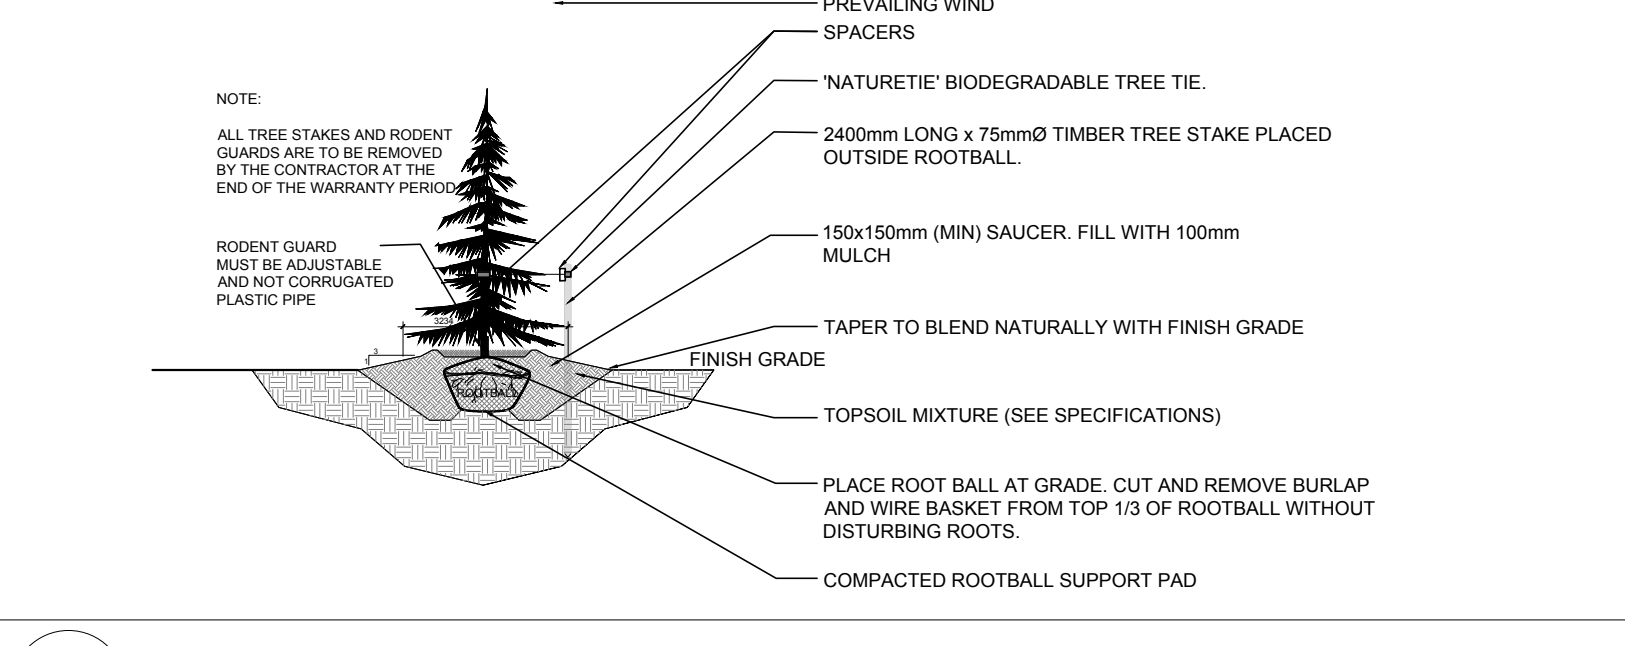 PREVAILING WIND
SPACERS
'NATURETIE' BIODEGRADABLE TREE TIE.
2400mm LONG x 75mmØ TIMBER TREE STAKE PLACED
OUTSIDE ROOTBALL.
150x150mm (MIN) SAUCER. FILL WITH 100mm
MULCH
TAPER TO BLEND NATURALLY WITH FINISH GRADE
FINISH GRADE
TOPSOIL MIXTURE (SEE SPECIFICATIONS)
PLACE ROOT BALL AT GRADE. CUT AND REMOVE BURLAP
AND WIRE BASKET FROM TOP 1/3 OF ROOTBALL WITHOUT
DISTURBING ROOTS.
COMPACTED ROOTBALL SUPPORT PAD
NOTE:
ALL TREE STAKES AND RODENT
GUARDS ARE TO BE REMOVED
BY THE CONTRACTOR AT THE
END OF THE WARRANTY PERIOD
RODENT GUARD
MUST BE ADJUSTABLE
AND NOT CORRUGATED
PLASTIC PIPE
3234
3
1
ROOTBALL